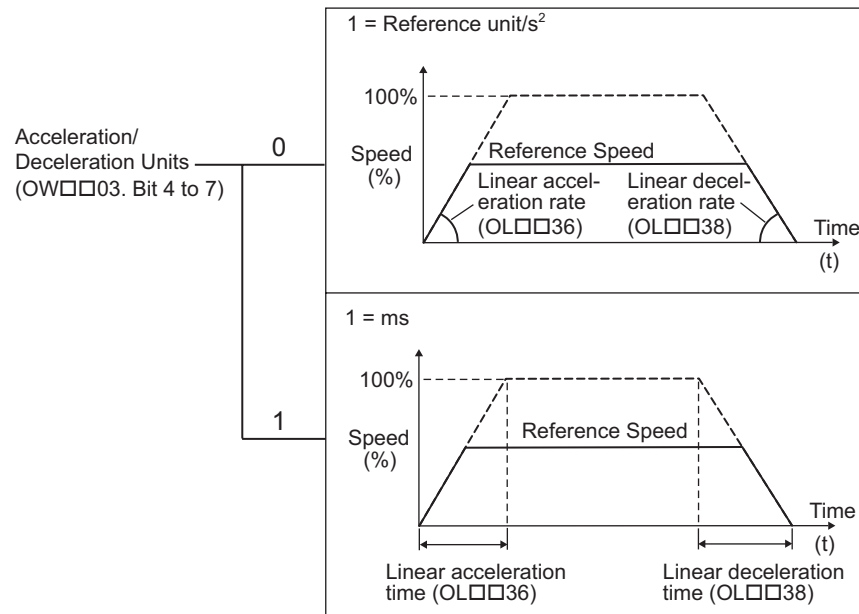 Acceleration/
Deceleration Units
(OW□□03. Bit 4 to 7)
0
1
1 = Reference unit/s²
100%
Speed
(%)
Reference Speed
Linear accel-
eration rate
(OL□□36)
Linear decel-
eration rate
(OL□□38)
Time
(t)
1 = ms
100%
Speed
(%)
Reference Speed
Time
(t)
Linear acceleration
time (OL□□36)
Linear deceleration
time (OL□□38)